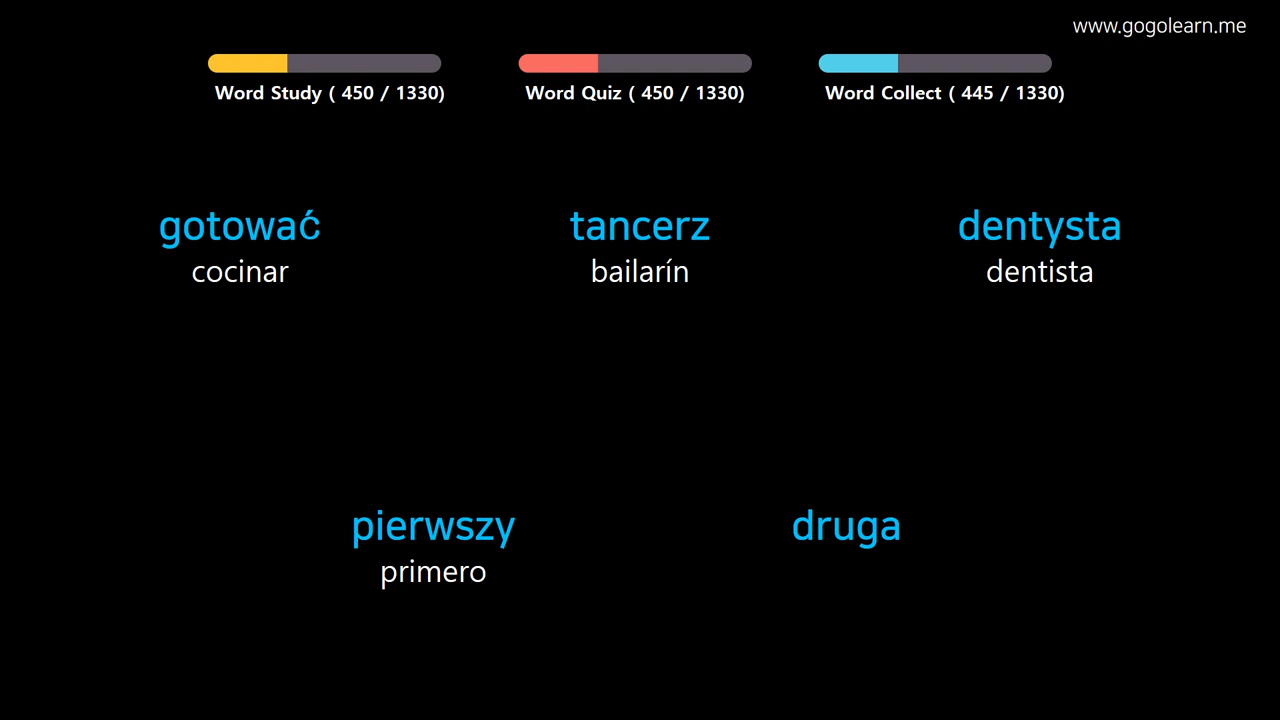 www.gogolearn.me
Word Study ( 450 / 1330)
Word Quiz ( 450 / 1330)
Word Collect ( 445 / 1330)
gotować
cocinar
tancerz
bailarín
dentysta
dentista
pierwszy
primero
druga